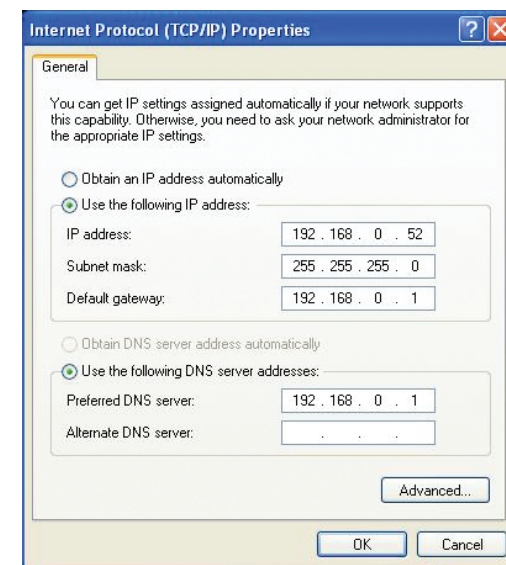 Internet Protocol (TCP/IP) Properties
General
You can get IP settings assigned automatically if your network supports
this capability. Otherwise, you need to ask your network administrator for
the appropriate IP settings.
Obtain an IP address automatically
Use the following IP address:
IP address: 192 . 168 . 0 . 52
Subnet mask: 255 . 255 . 255 . 0
Default gateway: 192 . 168 . 0 . 1
Obtain DNS server address automatically
Use the following DNS server addresses:
Preferred DNS server: 192 . 168 . 0 . 1
Alternate DNS server: . . .
Advanced...
OK Cancel